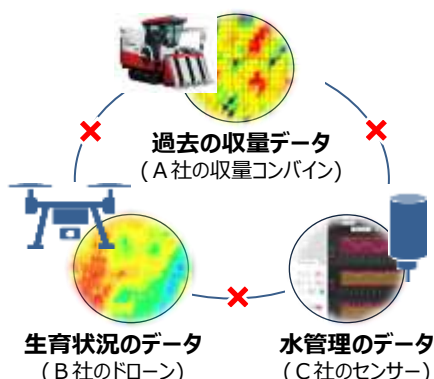 過去の収量データ
(A社の収量コンバイン)
生育状況のデータ
(B社のドローン)
水管理のデータ
(C社のセンサー)